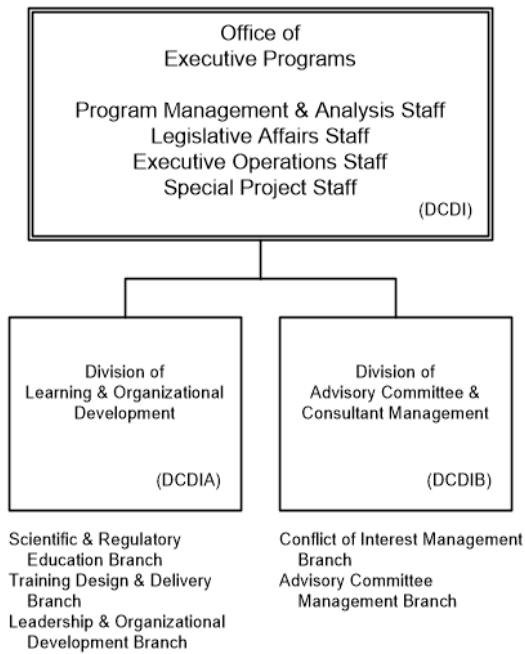 Office of
Executive Programs
Program Management & Analysis Staff
Legislative Affairs Staff
Executive Operations Staff
Special Project Staff
(DCDI)
Division of
Learning & Organizational
Development
(DCDIA)
Division of
Advisory Committee &
Consultant Management
(DCDIB)
Scientific & Regulatory
Education Branch
Training Design & Delivery
Branch
Leadership & Organizational
Development Branch
Conflict of Interest Management
Branch
Advisory Committee
Management Branch